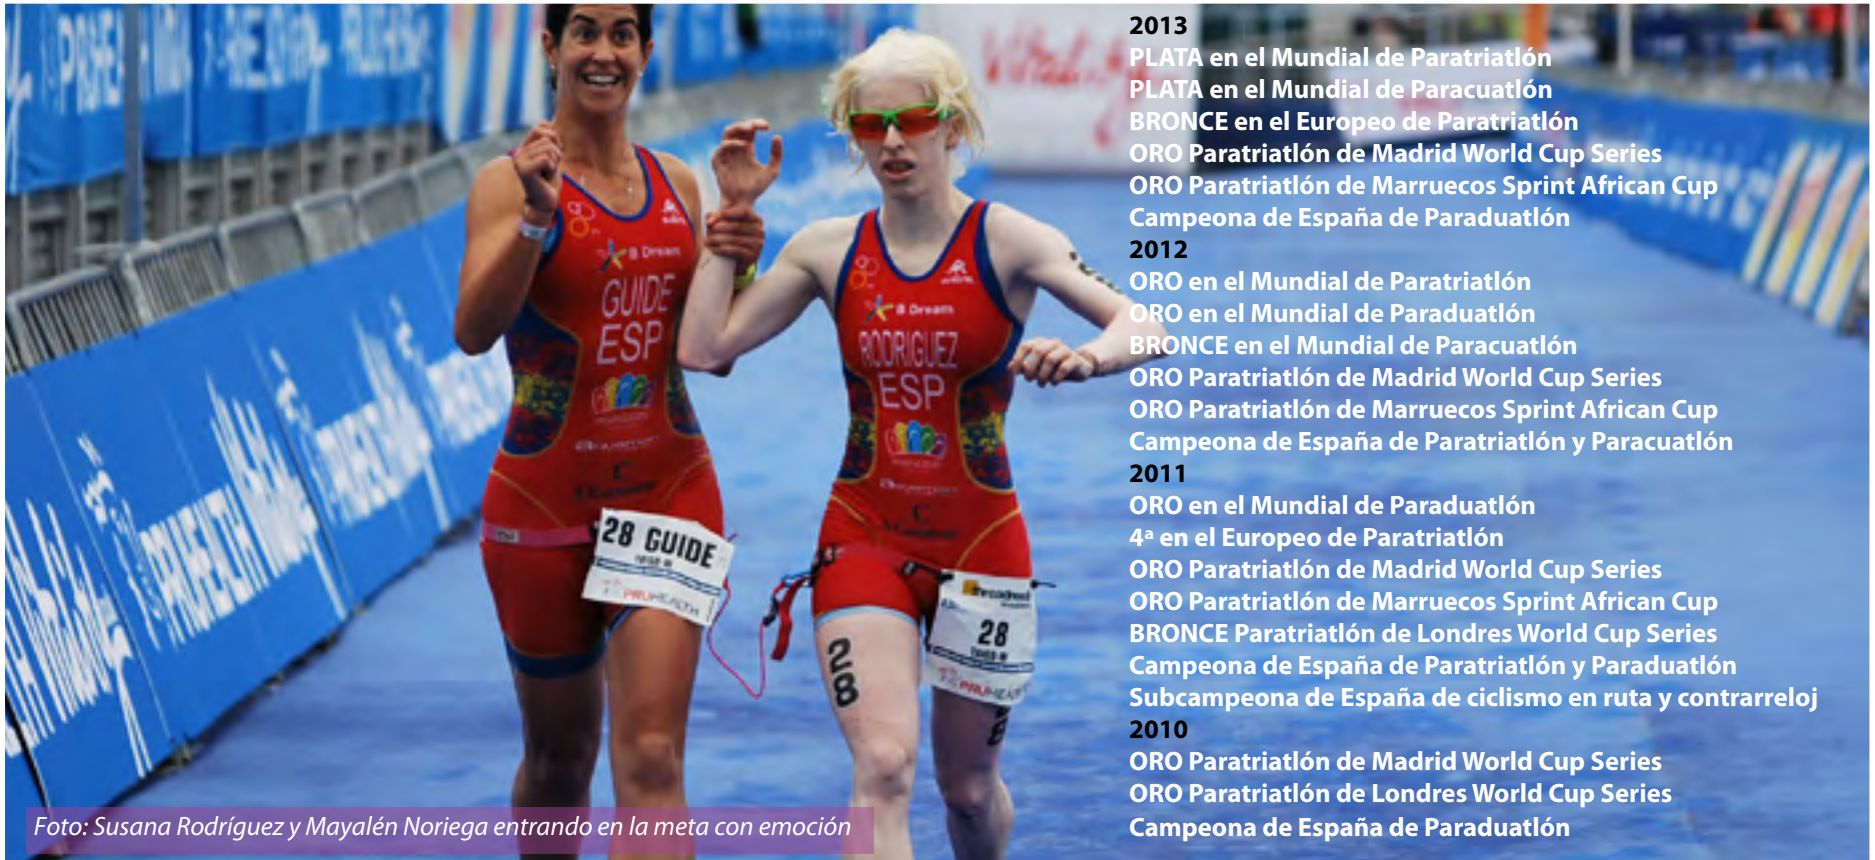 2013
PLATA en el Mundial de Paratriatlón
PLATA en el Mundial de Paracuatlón
BRONCE en el Europeo de Paratriatlón
ORO Paratriatlón de Madrid World Cup Series
ORO Paratriatlón de Marruecos Sprint African Cup
Campeona de España de Paraduatlón
2012
ORO en el Mundial de Paratriatlón
ORO en el Mundial de Paraduatlón
BRONCE en el Mundial de Paracuatlón
ORO Paratriatlón de Madrid World Cup Series
ORO Paratriatlón de Marruecos Sprint African Cup
Campeona de España de Paratriatlón y Paracuatlón
2011
ORO en el Mundial de Paraduatlón
4ª en el Europeo de Paratriatlón
ORO Paratriatlón de Madrid World Cup Series
ORO Paratriatlón de Marruecos Sprint African Cup
BRONCE Paratriatlón de Londres World Cup Series
Campeona de España de Paratriatlón y Paraduatlón
Subcampeona de España de ciclismo en ruta y contrarreloj
2010
ORO Paratriatlón de Madrid World Cup Series
ORO Paratriatlón de Londres World Cup Series
Campeona de España de Paraduatlón
B Dream
GUIDE
ESP
B Dream
RODRIGUEZ
ESP
28 GUIDE
PRUHEALTH
threadneedle
28
PRUHEALTH
28
PRUHEALTH
Foto: Susana Rodríguez y Mayalén Noriega entrando en la meta con emoción